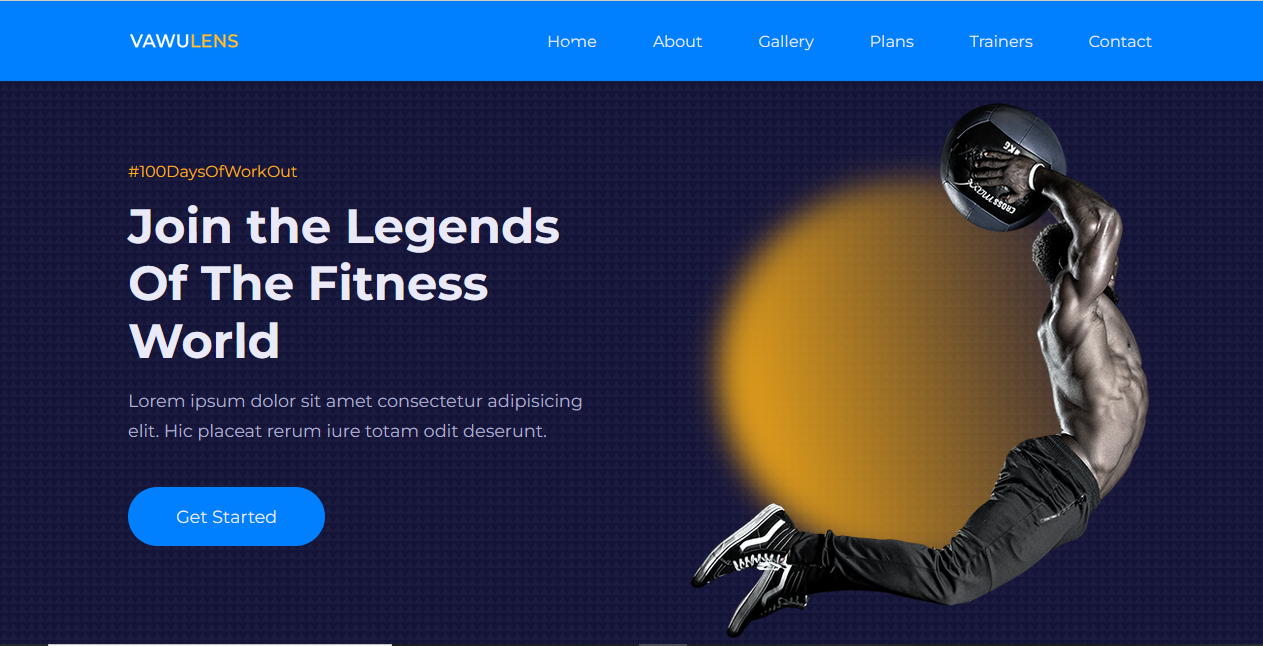 VAWULENS
Home About Gallery Plans Trainers Contact
#100DaysOfWorkOut
Join the Legends
Of The Fitness
World
Lorem ipsum dolor sit amet consectetur adipisicing
elit. Hic placeat rerum iure totam odit deserunt.
Get Started
KG
CROSSMAXX